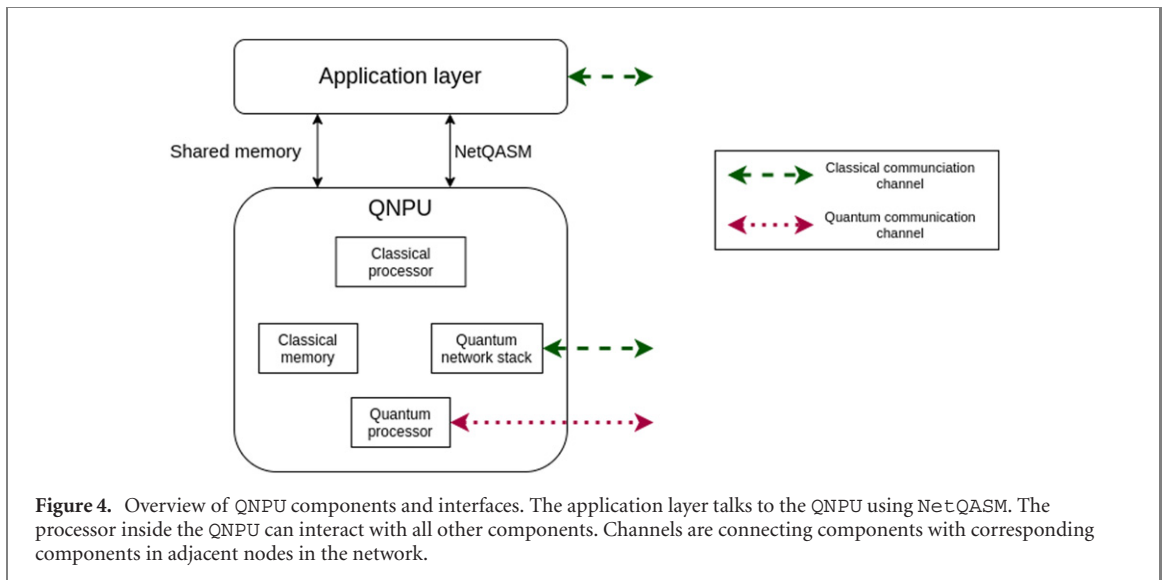 Application layer
Shared memory
NetQASM
QNPU
Classical
processor
Classical
memory
Quantum
network stack
Quantum
processor
Classical communciation
channel
Quantum communication
channel
Figure 4. Overview of QNPU components and interfaces. The application layer talks to the QNPU using NetQASM. The
processor inside the QNPU can interact with all other components. Channels are connecting components with corresponding
components in adjacent nodes in the network.